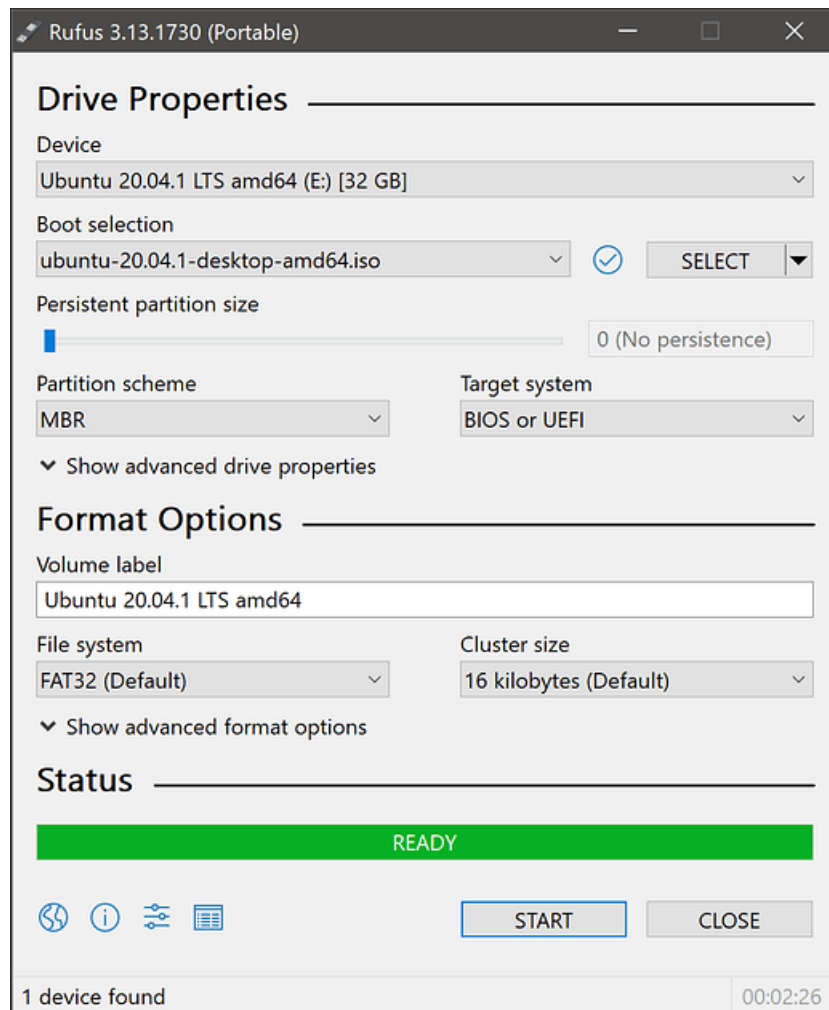 Rufus 3.13.1730 (Portable)
Drive Properties
Device
Ubuntu 20.04.1 LTS amd64 (E:) [32 GB]
Boot selection
ubuntu-20.04.1-desktop-amd64.iso SELECT
Persistent partition size
0 (No persistence)
Partition scheme Target system
MBR BIOS or UEFI
Show advanced drive properties
Format Options
Volume label
Ubuntu 20.04.1 LTS amd64
File system Cluster size
FAT32 (Default) 16 kilobytes (Default)
Show advanced format options
Status
READY
START CLOSE
1 device found 00:02:26